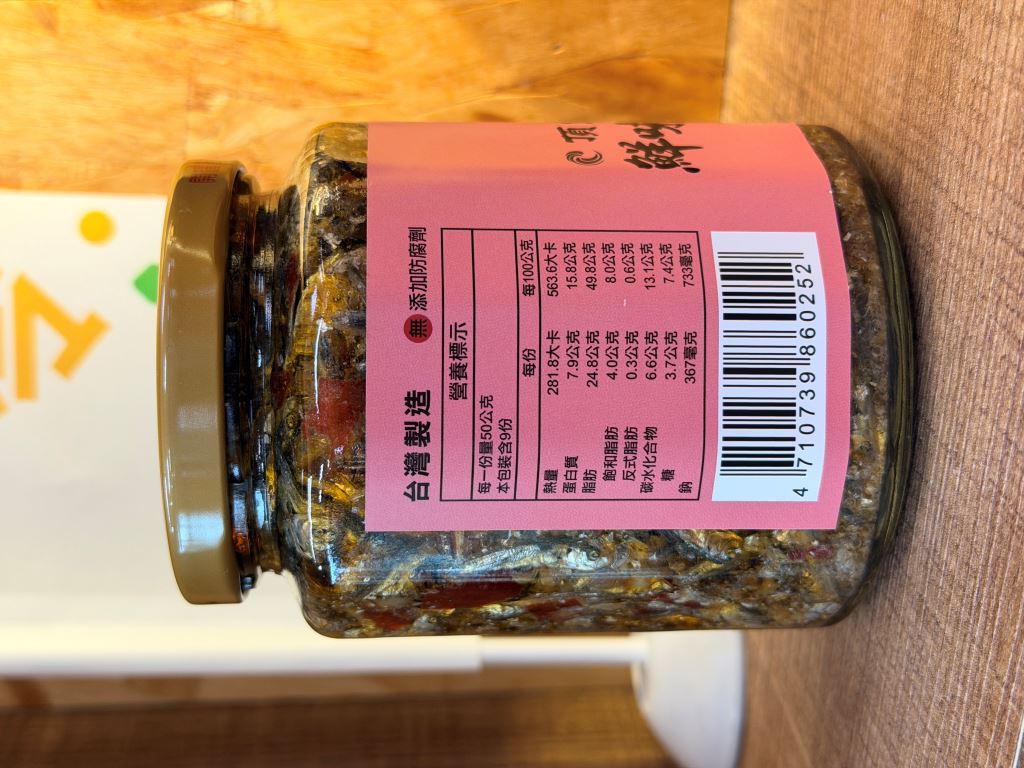 台灣製造 無添加防腐劑
營養標示
每一份量50公克
本包裝含9份
每份 每100公克
熱量 281.8大卡 563.6大卡
蛋白質 7.9公克 15.8公克
脂肪 24.8公克 49.8公克
飽和脂肪 4.0公克 8.0公克
反式脂肪 0.3公克 0.6公克
碳水化合物 6.6公克 13.1公克
糖 3.7公克 7.4公克
鈉 367毫克 733毫克
4 710739 860252
頂
鮮味